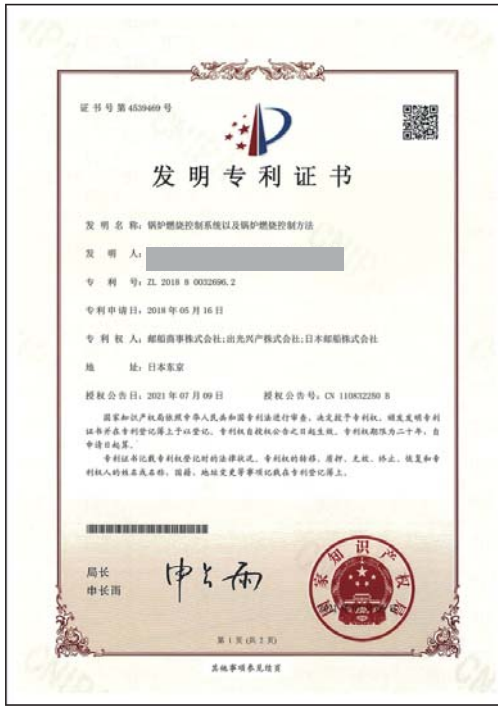 证书号第4539469号
发明专利证书
发 明 名 称：锅炉燃烧控制系统以及锅炉燃烧控制方法
发 明 人：
专 利 号：ZL 2018 8 0032696.2
专利申请日：2018年05月16日
专 利 权 人：邮船商事株式会社;出光兴产株式会社;日本邮船株式会社
地 址：日本东京
授权公告日：2021年07月09日 授权公告号：CN 110832250 B
国家知识产权局依照中华人民共和国专利法进行审查，决定授予专利权，颁发发明专利
证书并在专利登记簿上予以登记。专利权自授权公告之日起生效。专利权期限为二十年，自
申请日起算。
专利证书记载专利权登记时的法律状况。专利权的转移、质押、无效、终止、恢复和专
利权人的姓名或名称、国籍、地址变更等事项记载在专利登记簿上。
局长
申长雨
申长雨
国家知识产权局
第 1 页 (共 2 页)
其他事项参见续页